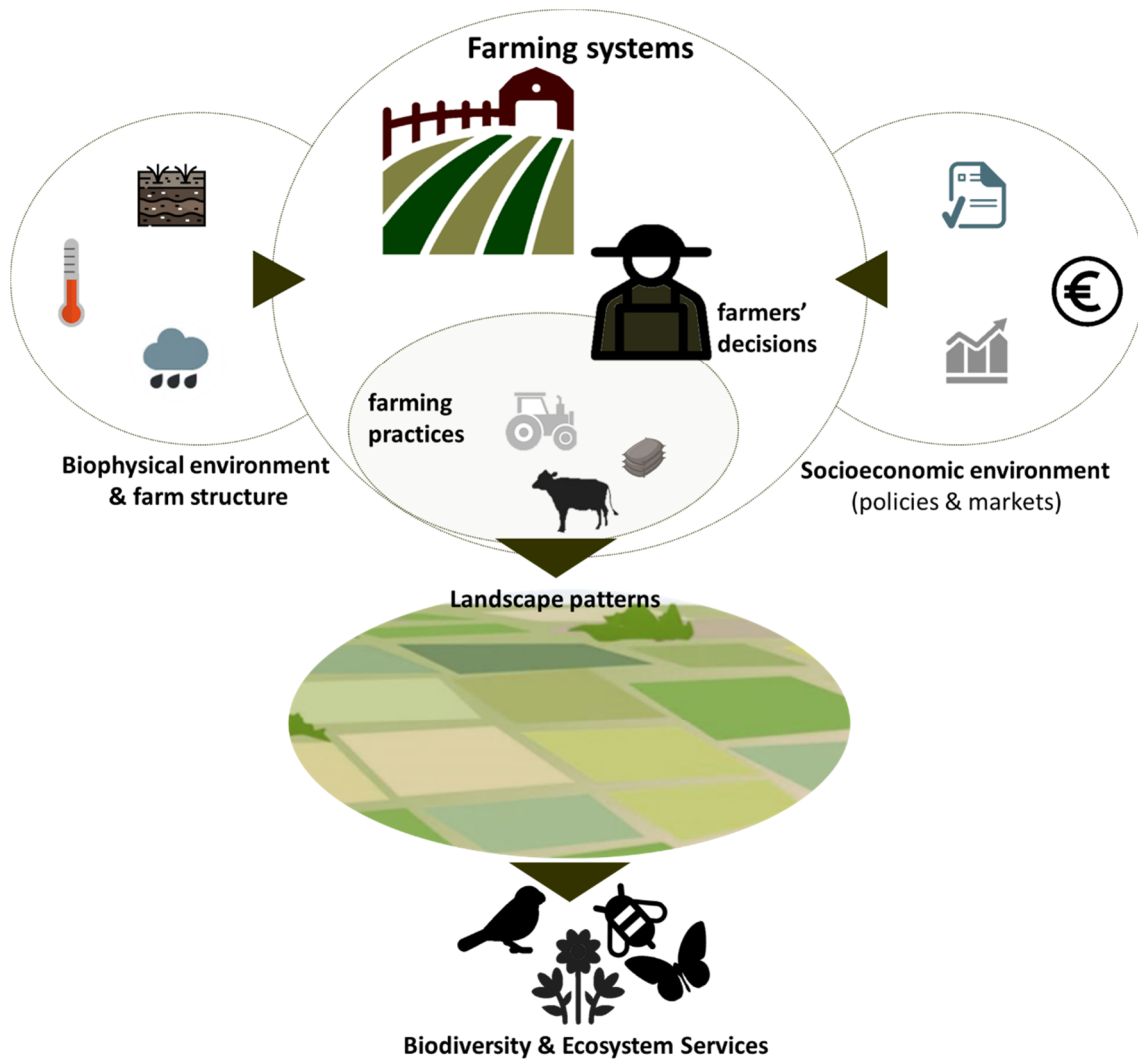 Farming systems
farmers’
decisions
farming
practices
Biophysical environment
& farm structure
Socioeconomic environment
(policies & markets)
Landscape patterns
Biodiversity & Ecosystem Services